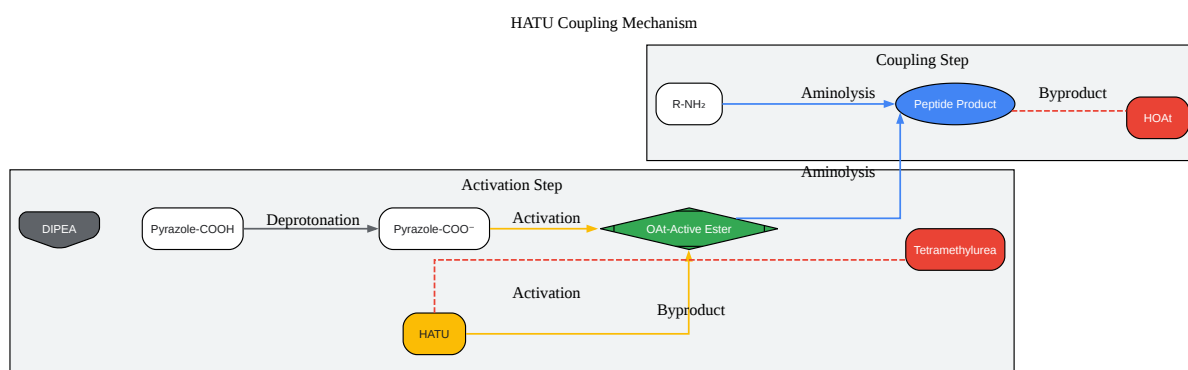 HATU Coupling Mechanism
Coupling Step
R-NH₂
Aminolysis
Peptide Product
Byproduct
HOAt
Aminolysis
Activation Step
DIPEA
Pyrazole-COOH
Deprotonation
Pyrazole-COO⁻
Activation
OAt-Active Ester
Tetramethylurea
Activation
Byproduct
HATU